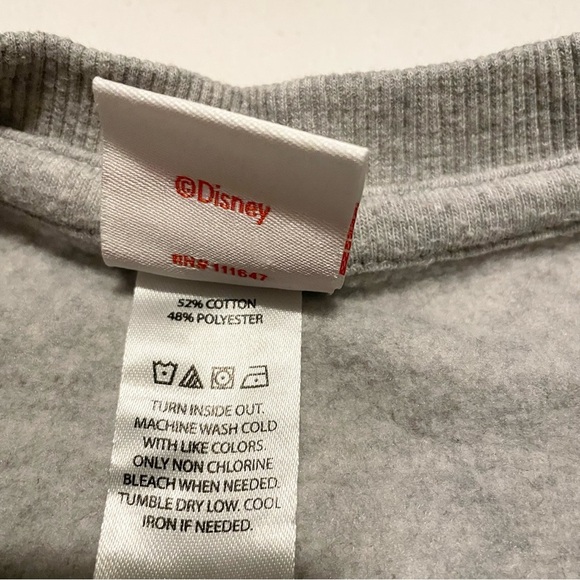 ©Disney
RN# 111647
52% COTTON
48% POLYESTER
TURN INSIDE OUT.
MACHINE WASH COLD
WITH LIKE COLORS.
ONLY NON CHLORINE
BLEACH WHEN NEEDED.
TUMBLE DRY LOW. COOL
IRON IF NEEDED.